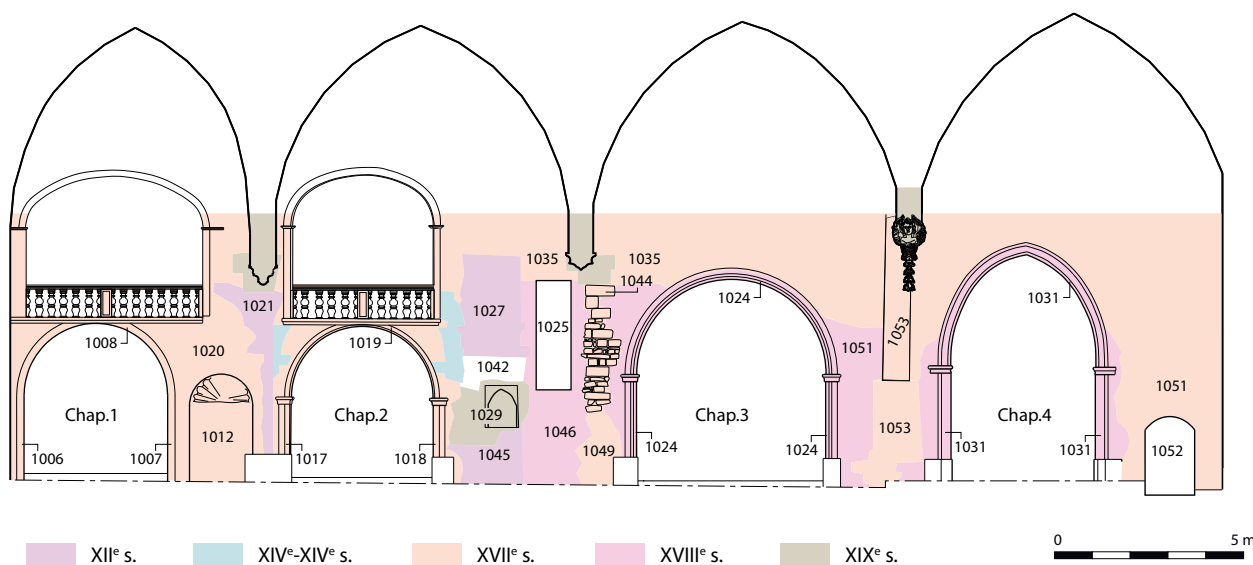 1035 1035
1044
1021 1027 1024 1031
1025
1008 1020 1019 1053 1051
1042
1051
Chap.1 Chap.2 Chap.3 Chap.4
1012 1029 1046 1053
1006 1007 1017 1018 1045 1049 1024 1024 1031 1031 1052
XIIe s. XIVe-XIVe s. XVIIe s. XVIIIe s. XIXe s.
0 5 m